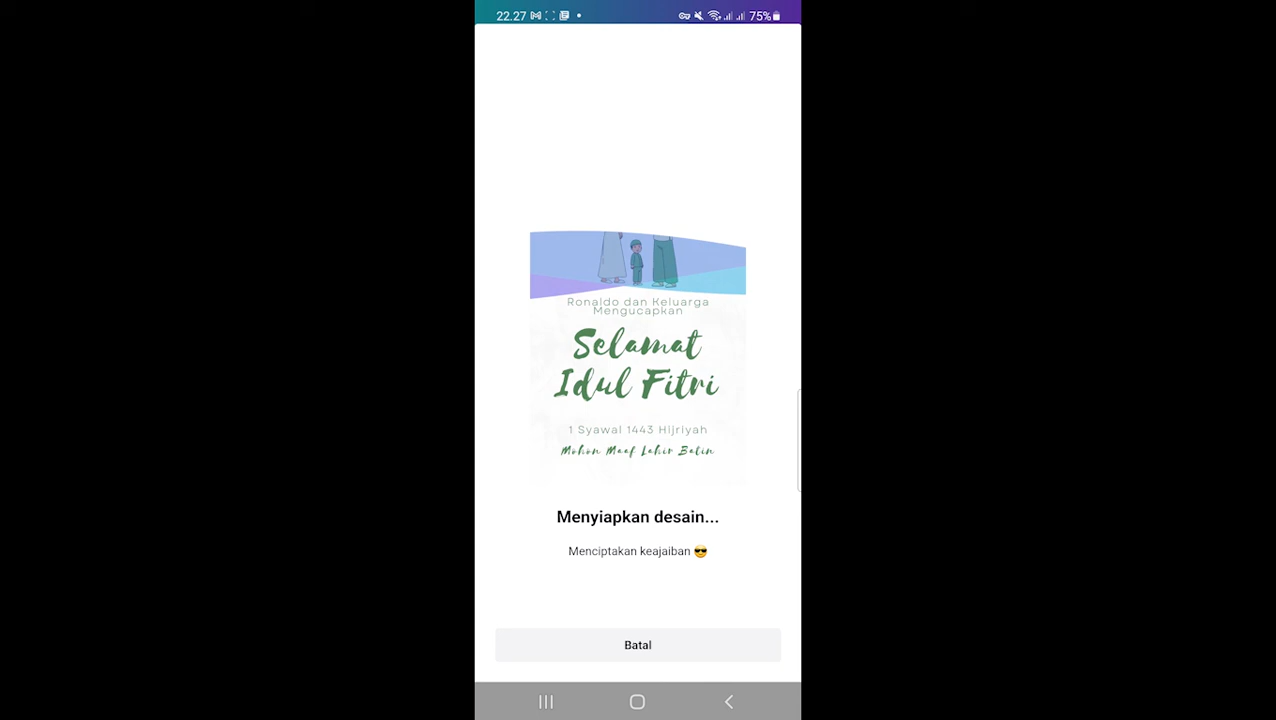 22.27
75%
Ronaldo dan Keluarga
Mengucapkan
Selamat
Idul Fitri
1 Syawal 1443 Hijriyah
Mohon Maaf Lahir Batin
Menyiapkan desain...
Menciptakan keajaiban 😎
Batal